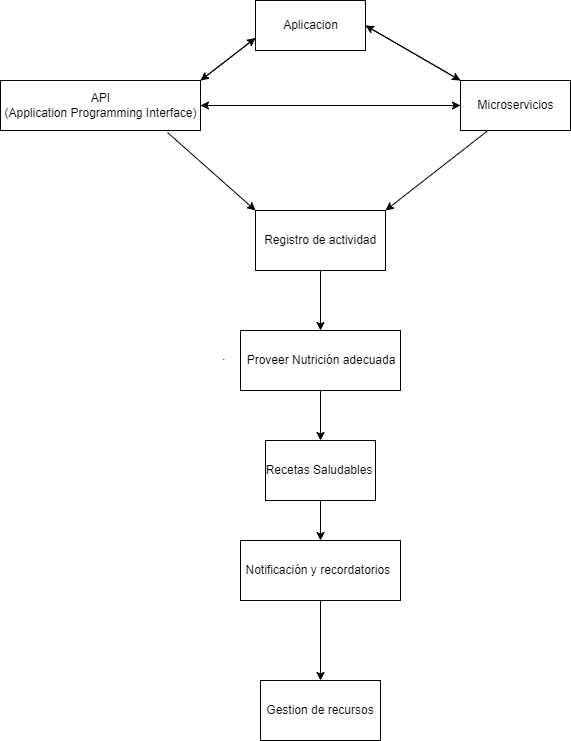 Aplicacion
API
(Application Programming Interface)
Microservicios
Registro de actividad
Proveer Nutrición adecuada
Recetas Saludables
Notificación y recordatorios
Gestion de recursos